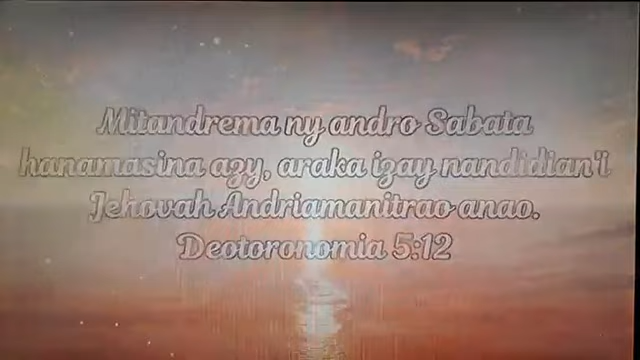 Mitandrema ny andro Sabata
hanamasina azy, araka izay nandidian'i
Jehovah Andriamanitrao anao.
Deotoronomia 5:12